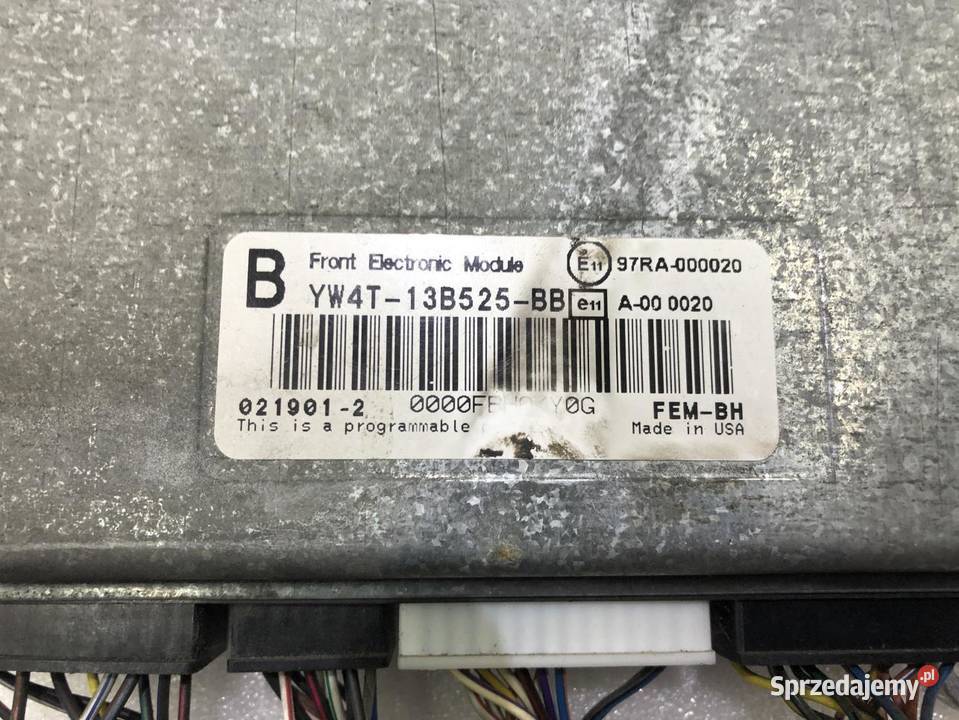 B
Front Electronic Module
E11 97RA-000020
YW4T-13B525-BB e11 A-00 0020
021901-2
FEM-BH
This is a programmable
Made in USA
Sprzedajemy.pl